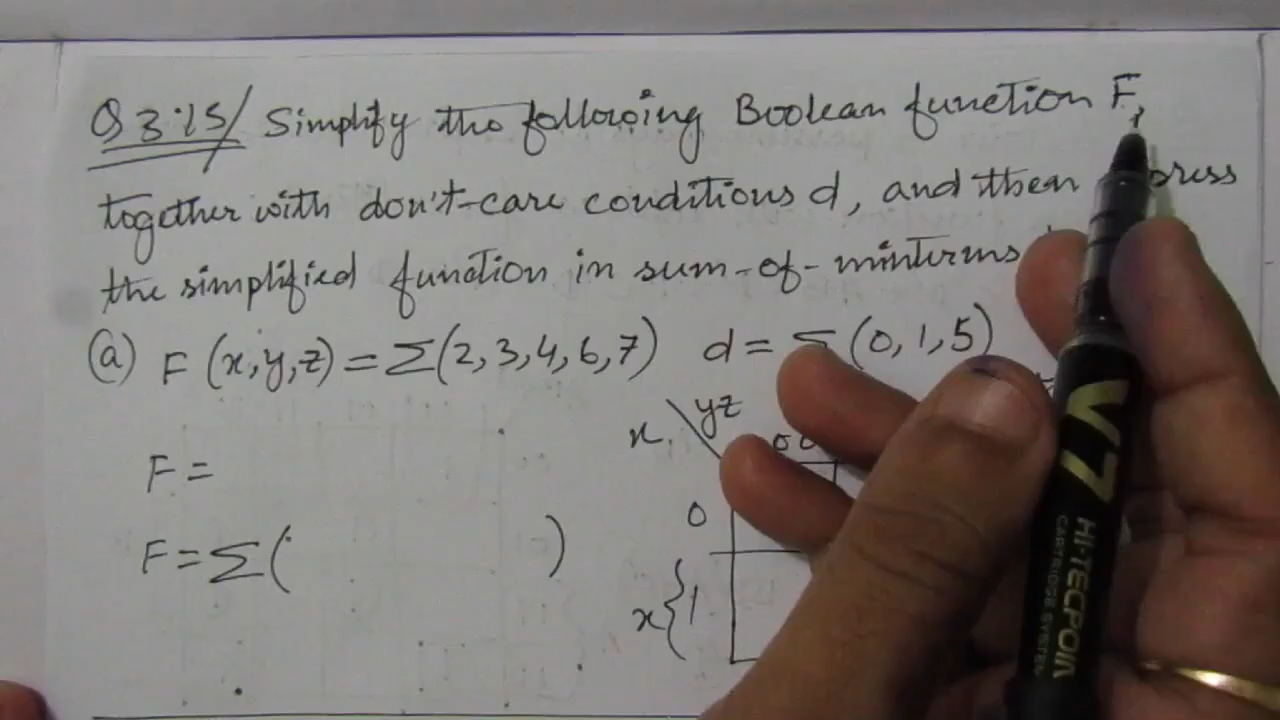 Q 3.15/ Simplify the following Boolean function F,
together with don't-care conditions d, and then
the simplified function in sum-of-minterms
(a) F (x,y,z) = Σ(2,3,4,6,7) d = Σ (0,1,5)
x yz
00
F =
0
F = Σ( )
x { 1
V7
HI-TECPOINT
CARTRIDGE SYSTEM